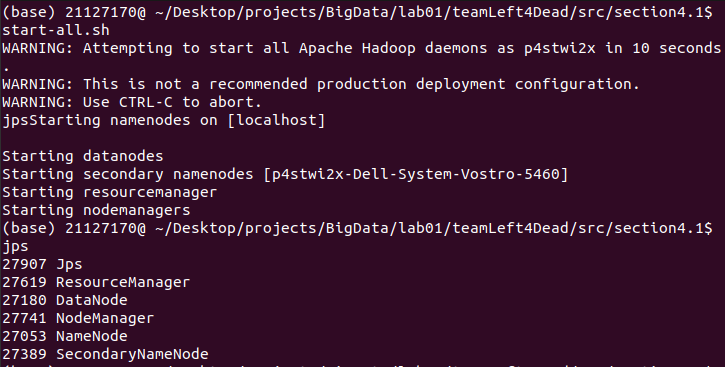 (base) 21127170@ ~/Desktop/projects/BigData/lab01/teamLeft4Dead/src/section4.1$
start-all.sh
WARNING: Attempting to start all Apache Hadoop daemons as p4stwi2x in 10 seconds
.
WARNING: This is not a recommended production deployment configuration.
WARNING: Use CTRL-C to abort.
jpsStarting namenodes on [localhost]

Starting datanodes
Starting secondary namenodes [p4stwi2x-Dell-System-Vostro-5460]
Starting resourcemanager
Starting nodemanagers
(base) 21127170@ ~/Desktop/projects/BigData/lab01/teamLeft4Dead/src/section4.1$
jps
27907 Jps
27619 ResourceManager
27180 DataNode
27741 NodeManager
27053 NameNode
27389 SecondaryNameNode